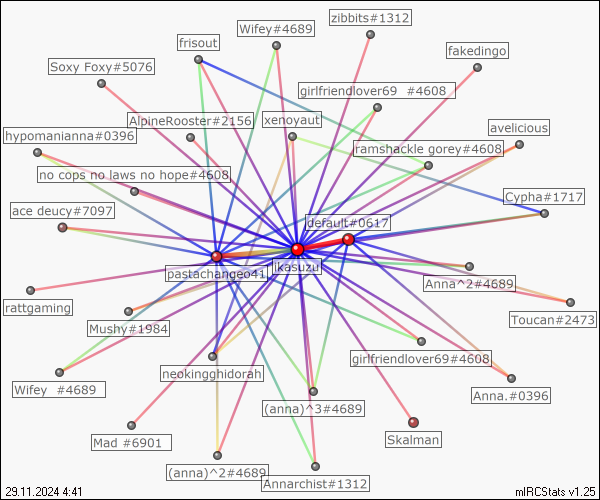 zibbits#1312
Wifey#4689
frisout
fakedingo
Soxy Foxy#5076
girlfriendlover69   #4608
AlpineRooster#2156
xenoyaut
avelicious
hypomanianna#0396
ramshackle gorey#4608
no cops no laws no hope#4608
Cypha#1717
ace deucy#7097
default#0617
ikasuzu
pastachangeo41
Anna^2#4689
rattgaming
Toucan#2473
Mushy#1984
girlfriendlover69#4608
neokingghidorah
Wifey   #4689
Anna.#0396
(anna)^3#4689
Mad #6901
Skalman
(anna)^2#4689
Annarchist#1312
29.11.2024 4:41
mIRCStats v1.25